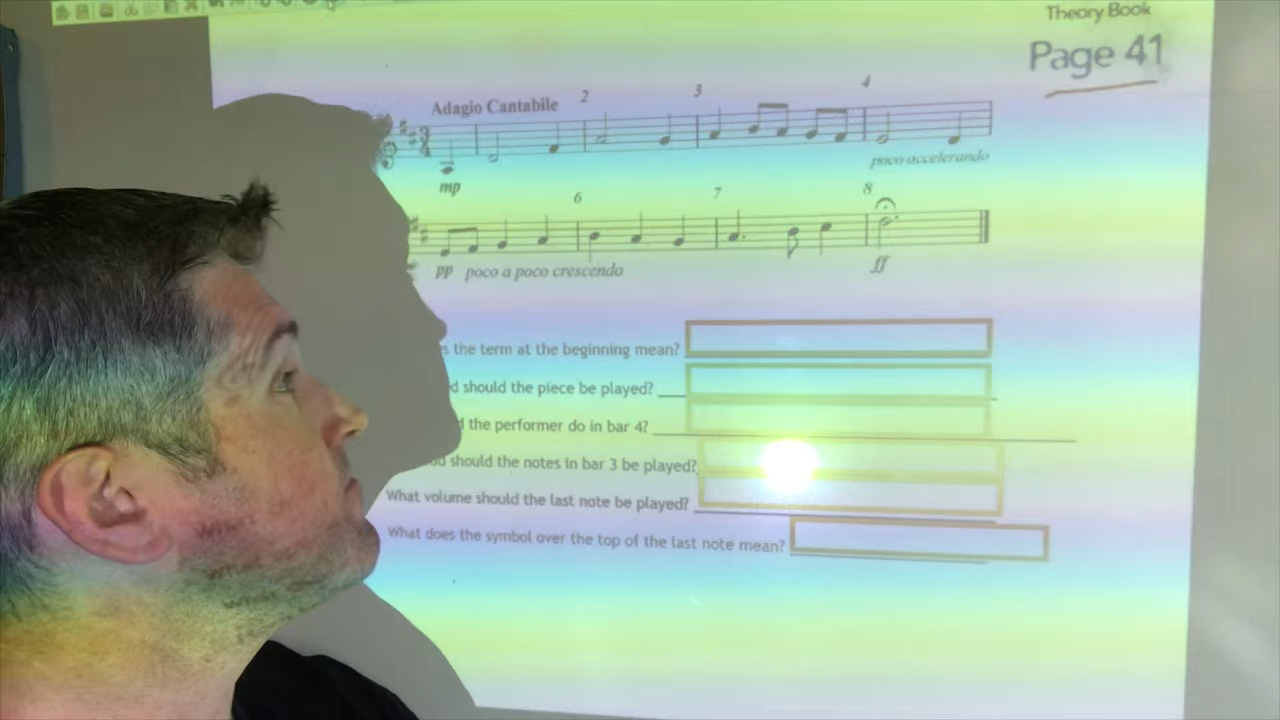 Theory Book
Page 41
Adagio Cantabile
2
3
4
3
4
mp
poco accelerando
6
7
8
pp poco a poco crescendo
ff
the term at the beginning mean?
should the piece be played?
the performer do in bar 4?
should the notes in bar 3 be played?
What volume should the last note be played?
What does the symbol over the top of the last note mean?